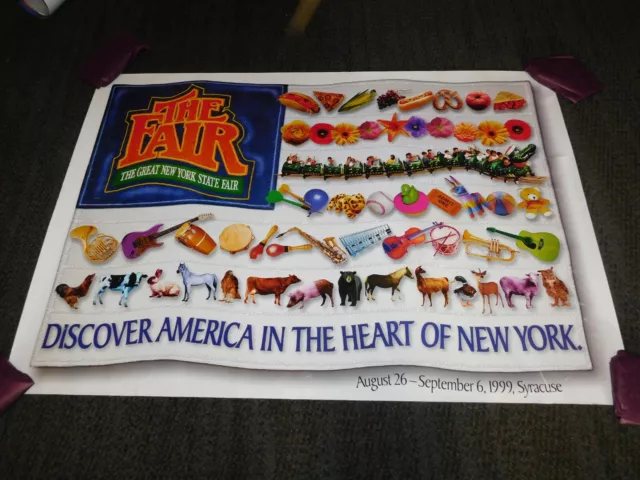 THE
FAIR
THE GREAT NEW YORK STATE FAIR
DISCOVER AMERICA IN THE HEART OF NEW YORK.
August 26 – September 6, 1999, Syracuse